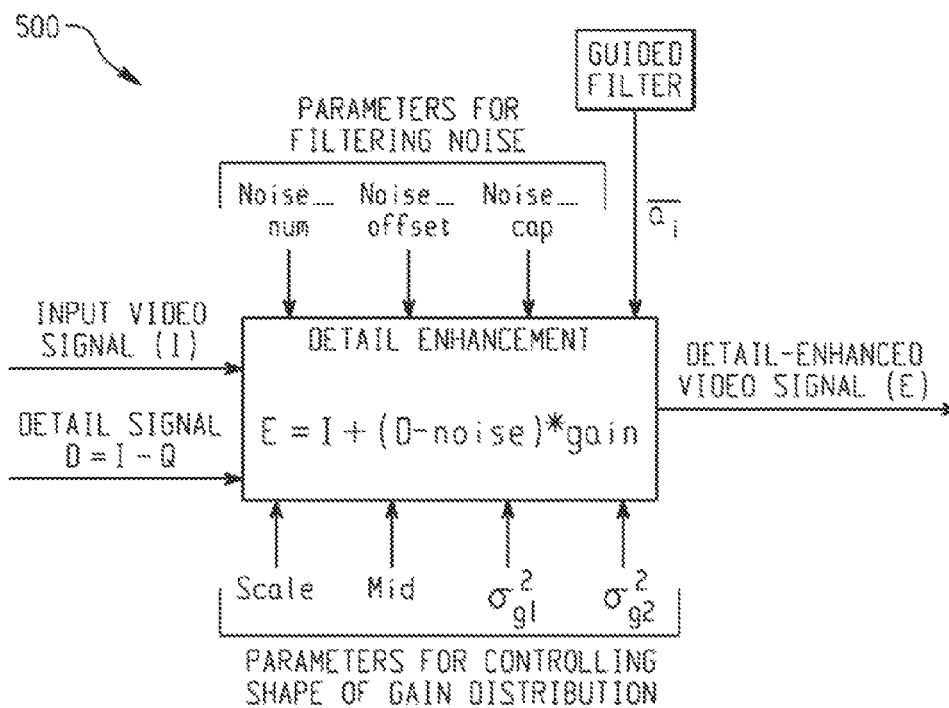 500
GUIDED
FILTER
PARAMETERS FOR
FILTERING NOISE
Noise_ Noise_ Noise_
num offset cap
a̅ᵢ
INPUT VIDEO
SIGNAL (I)
DETAIL ENHANCEMENT
DETAIL-ENHANCED
VIDEO SIGNAL (E)
DETAIL SIGNAL
D = I - Q
E = I + (D-noise)*gain
Scale Mid σ²g1 σ²g2
PARAMETERS FOR CONTROLLING
SHAPE OF GAIN DISTRIBUTION